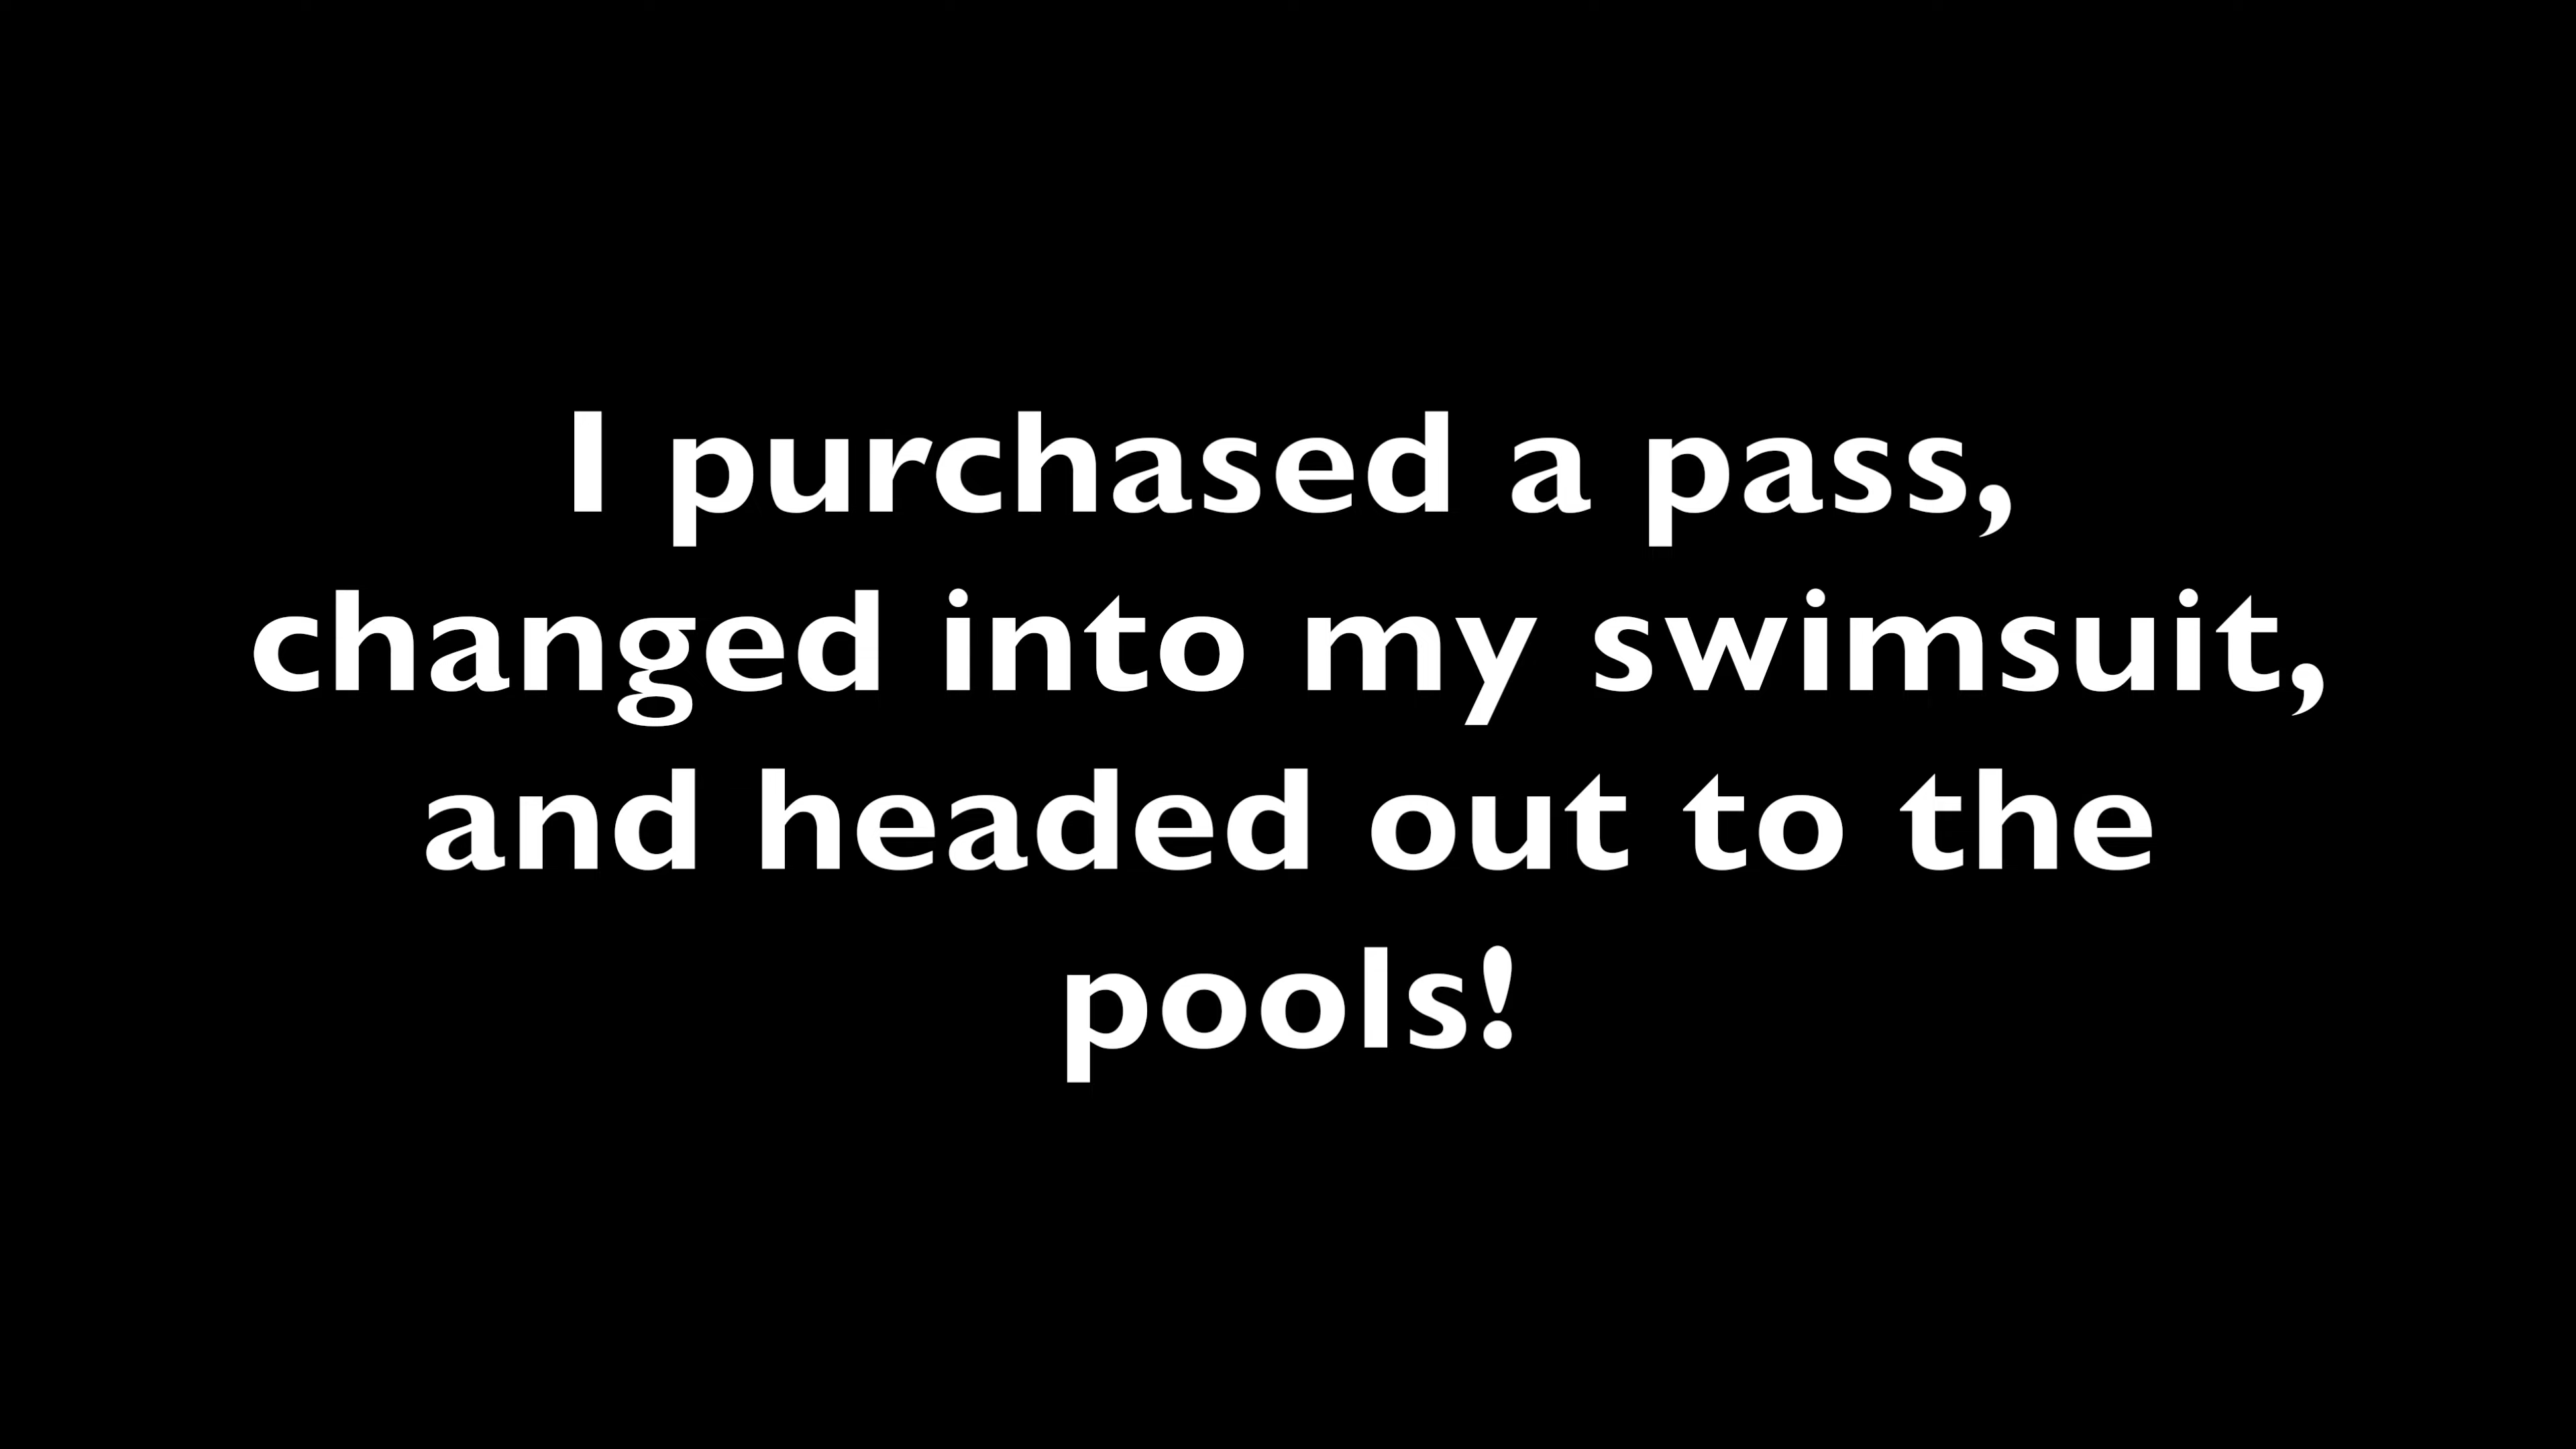 I purchased a pass,
changed into my swimsuit,
and headed out to the
pools!